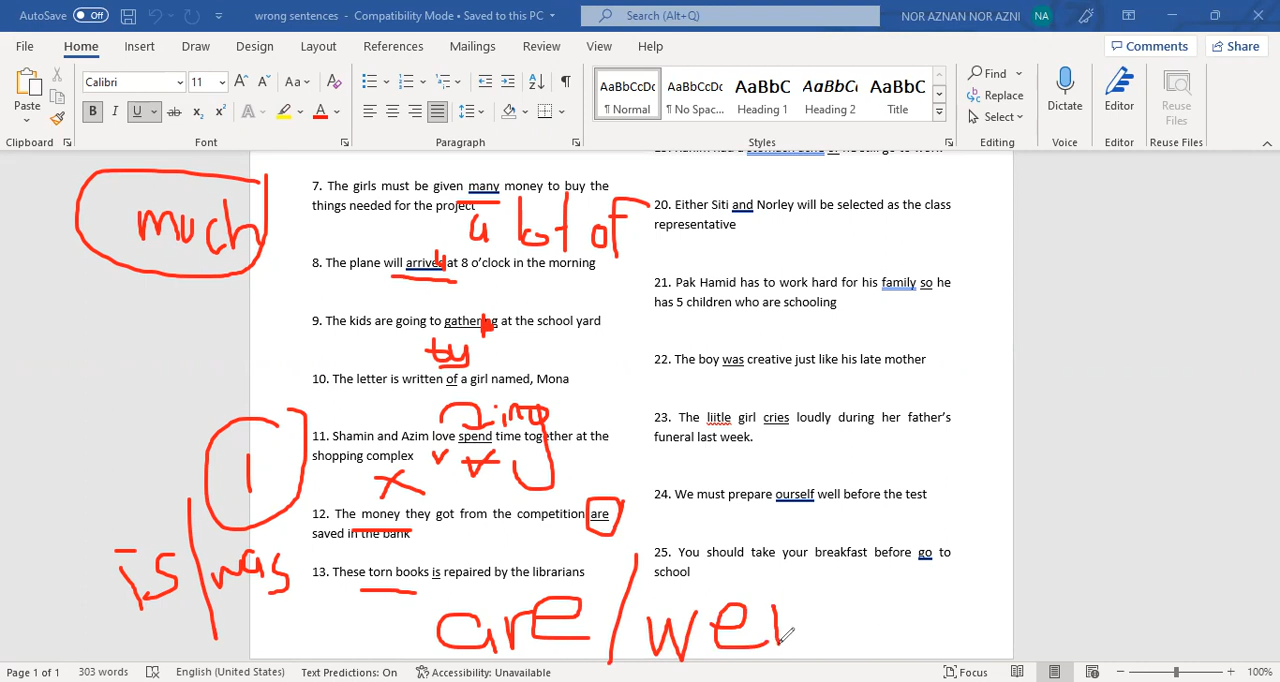 AutoSave Off wrong sentences - Compatibility Mode • Saved to this PC Search (Alt+Q) NOR AZNAN NOR AZNI NA
File Home Insert Draw Design Layout References Mailings Review View Help Comments Share
Calibri 11 A A Aa A
Paste B I U ab x₂ x² A A
AaBbCcDc AaBbCcDc AaBbC AaBbCc AaBbC
¶ Normal ¶ No Spac... Heading 1 Heading 2 Title
Find Replace Select
Dictate Editor Reuse Files
Clipboard Font Paragraph Styles Editing Voice Editor Reuse Files
7. The girls must be given many money to buy the
things needed for the project
much
a lot of
8. The plane will arrives at 8 o'clock in the morning
9. The kids are going to gathering at the school yard
by
10. The letter is written of a girl named, Mona
ing
11. Shamin and Azim love spend time together at the
shopping complex
v v
1
12. The money they got from the competition are
saved in the bank
is/was
13. These torn books is repaired by the librarians
are/wer
20. Either Siti and Norley will be selected as the class
representative
21. Pak Hamid has to work hard for his family so he
has 5 children who are schooling
22. The boy was creative just like his late mother
23. The liitle girl cries loudly during her father's
funeral last week.
24. We must prepare ourself well before the test
25. You should take your breakfast before go to
school
Page 1 of 1 303 words English (United States) Text Predictions: On Accessibility: Unavailable Focus 100%